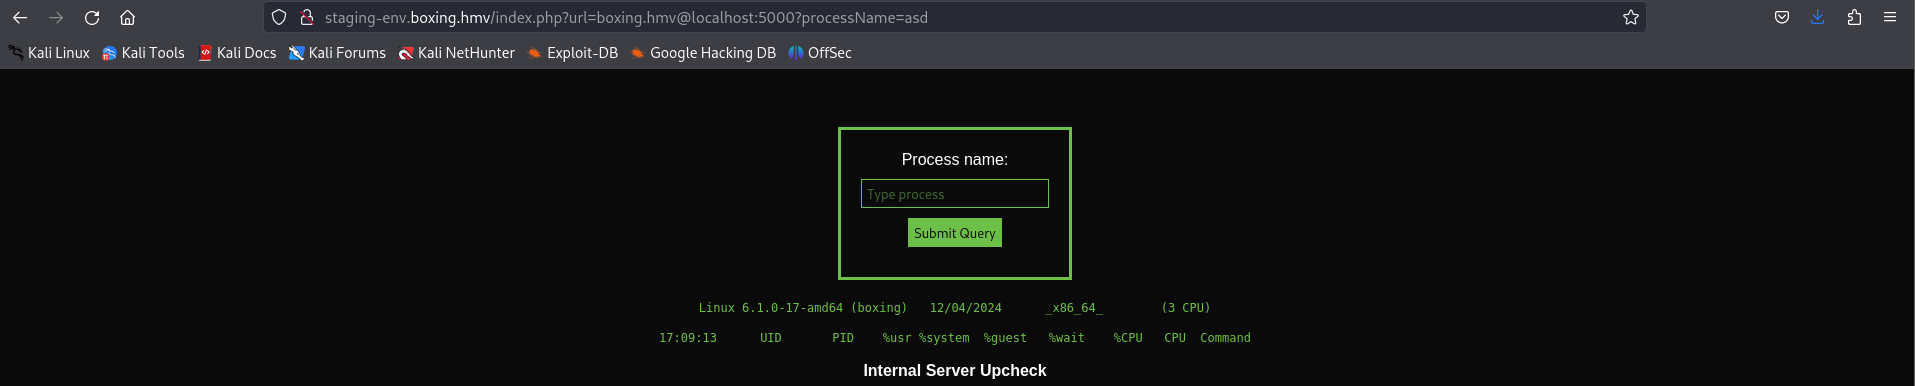 staging-env.boxing.hmv/index.php?url=boxing.hmv@localhost:5000?processName=asd
Kali Linux Kali Tools Kali Docs Kali Forums Kali NetHunter Exploit-DB Google Hacking DB OffSec
Process name:
Type process
Submit Query
Linux 6.1.0-17-amd64 (boxing) 12/04/2024 _x86_64_ (3 CPU)
17:09:13 UID PID %usr %system %guest %wait %CPU CPU Command
Internal Server Upcheck